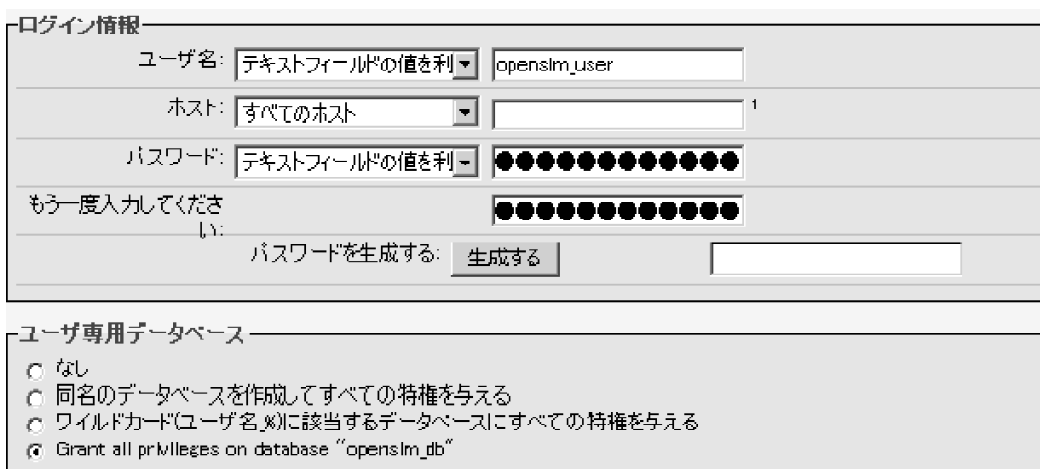 ログイン情報
ユーザ名: テキストフィールドの値を利 openslm_user
ホスト: すべてのホスト 1
パスワード: テキストフィールドの値を利 ●●●●●●●●●●●●
もう一度入力してくださ ●●●●●●●●●●●●
い:
パスワードを生成する: 生成する
ユーザ専用データベース
なし
同名のデータベースを作成してすべての特権を与える
ワイルドカード(ユーザ名_%)に該当するデータベースにすべての特権を与える
Grant all privileges on database "openslm_db"